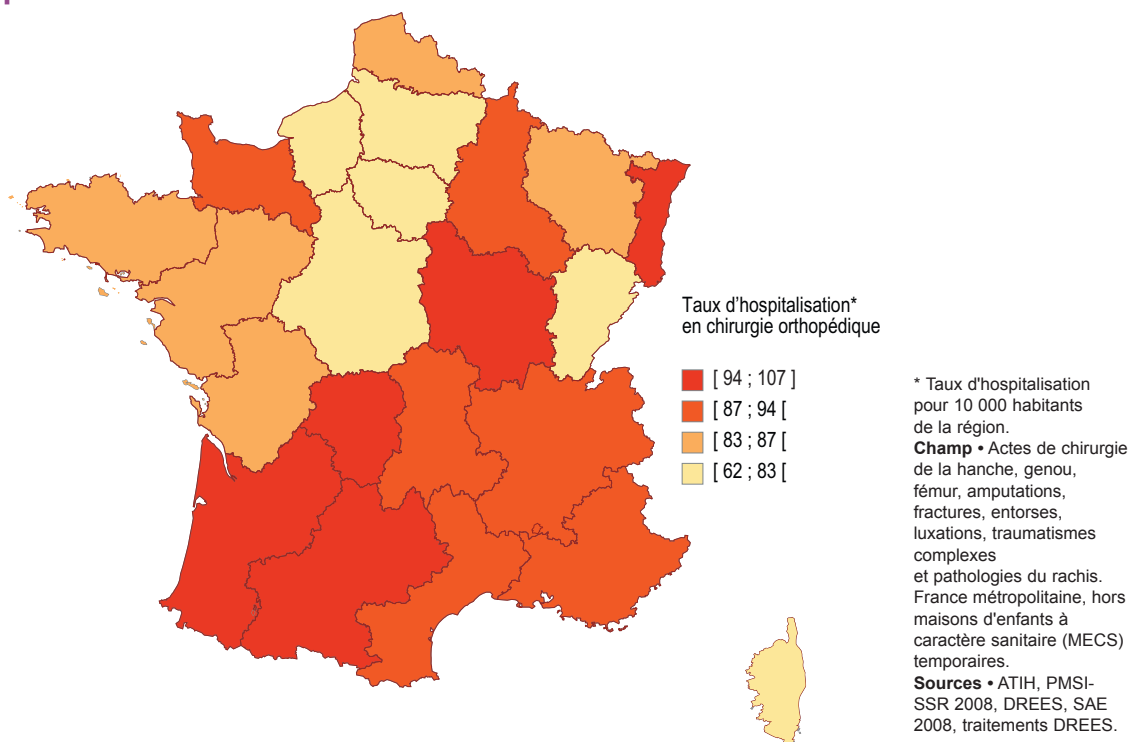 Taux d'hospitalisation*
en chirurgie orthopédique
[ 94 ; 107 ]
[ 87 ; 94 [
[ 83 ; 87 [
[ 62 ; 83 [
* Taux d'hospitalisation
pour 10 000 habitants
de la région.
Champ • Actes de chirurgie
de la hanche, genou,
fémur, amputations,
fractures, entorses,
luxations, traumatismes
complexes
et pathologies du rachis.
France métropolitaine, hors
maisons d'enfants à
caractère sanitaire (MECS)
temporaires.
Sources • ATIH, PMSI-
SSR 2008, DREES, SAE
2008, traitements DREES.